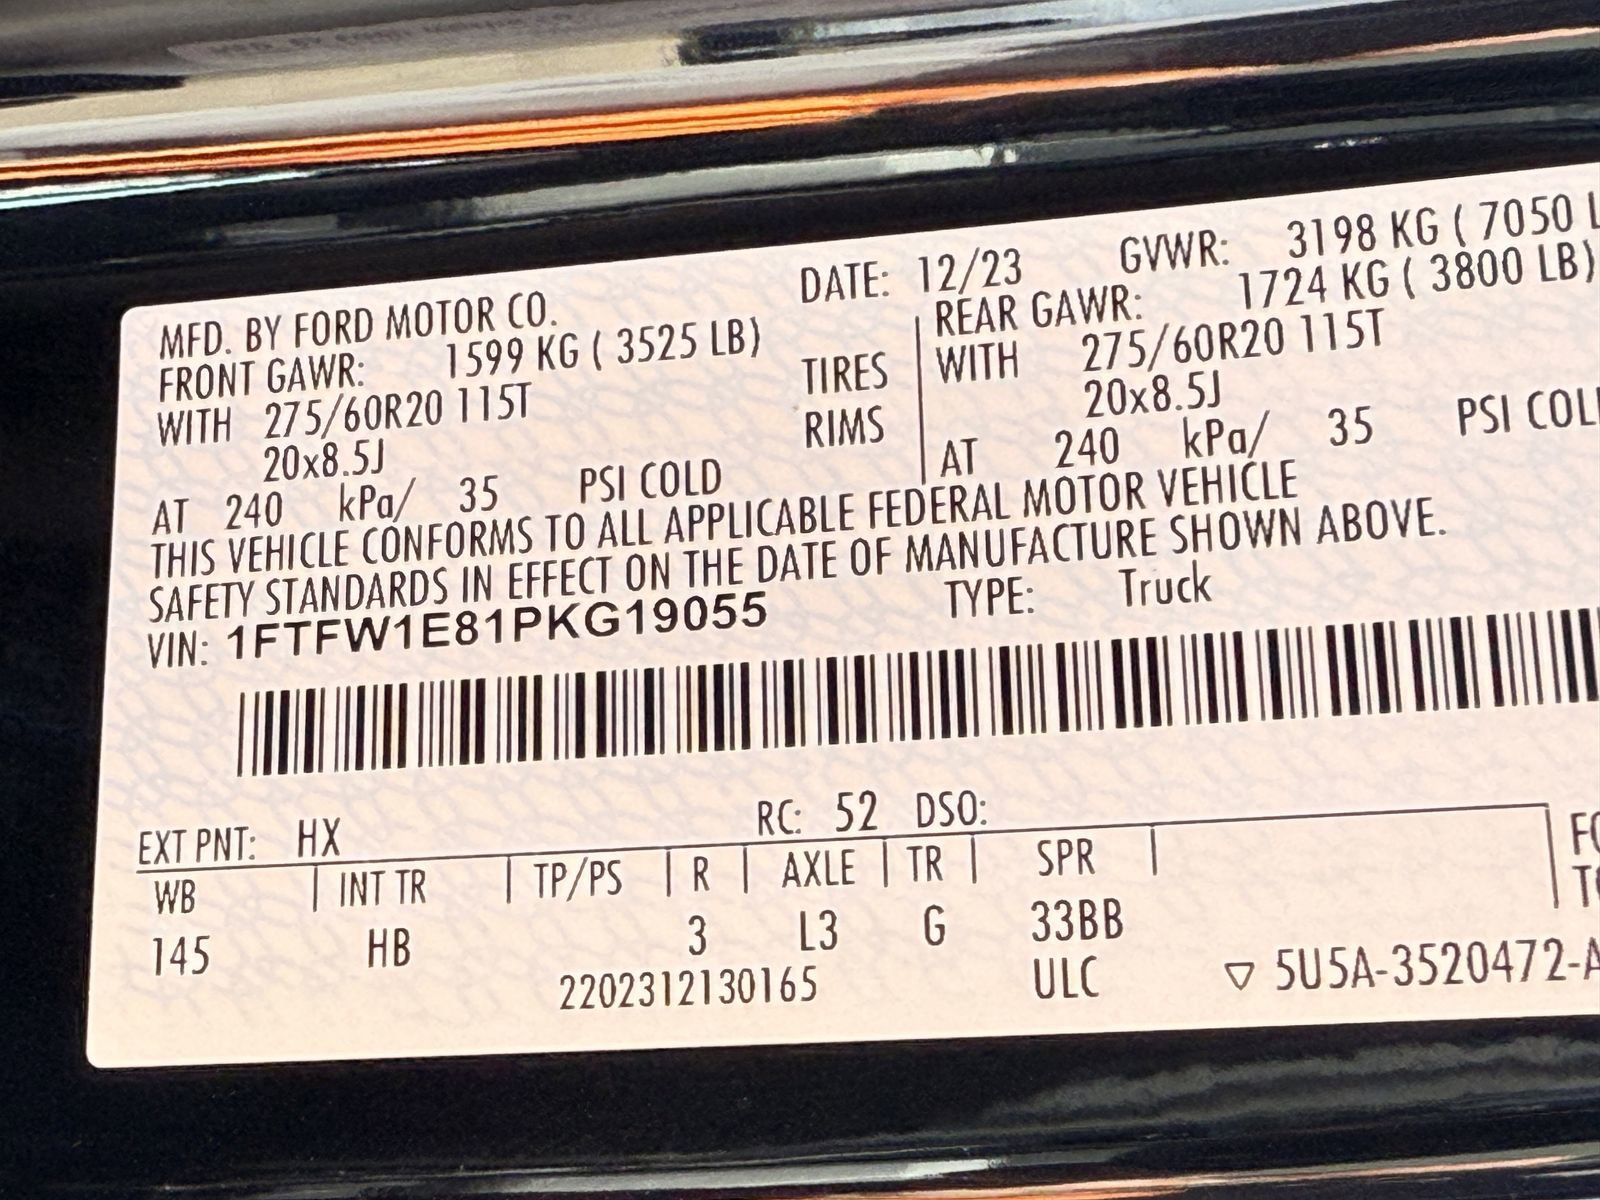 MFD. BY FORD MOTOR CO. DATE: 12/23 GVWR: 3198 KG ( 7050
FRONT GAWR: 1599 KG ( 3525 LB) REAR GAWR: 1724 KG ( 3800 LB)
WITH 275/60R20 115T TIRES WITH 275/60R20 115T
20x8.5J RIMS 20x8.5J
AT 240 kPa/ 35 PSI COLD AT 240 kPa/ 35 PSI COL
THIS VEHICLE CONFORMS TO ALL APPLICABLE FEDERAL MOTOR VEHICLE
SAFETY STANDARDS IN EFFECT ON THE DATE OF MANUFACTURE SHOWN ABOVE.
VIN: 1FTFW1E81PKG19055 TYPE: Truck
EXT PNT: HX RC: 52 DSO:
WB | INT TR | TP/PS | R | AXLE | TR | SPR |
145 HB 3 L3 G 33BB
2202312130165 ULC ▽ 5U5A-3520472-A